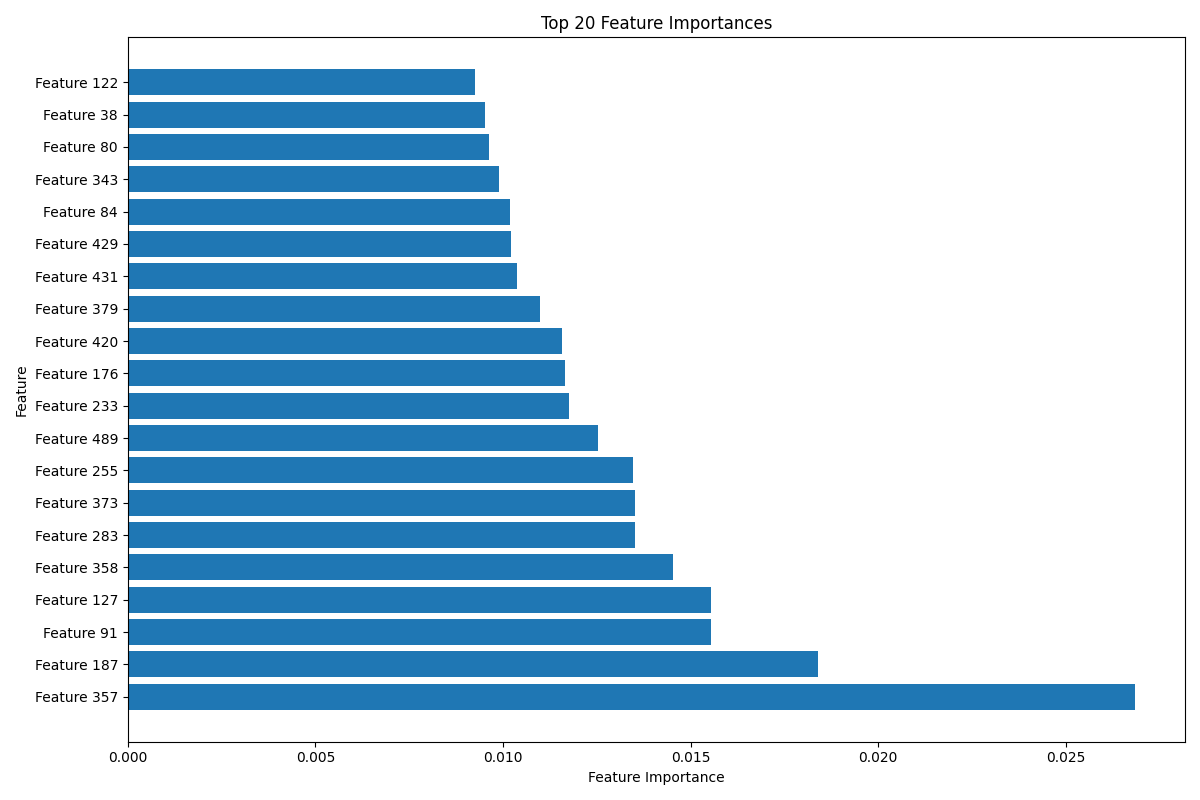 Top 20 Feature Importances
Feature 122
Feature 38
Feature 80
Feature 343
Feature 84
Feature 429
Feature 431
Feature 379
Feature 420
Feature 176
Feature 233
Feature 489
Feature 255
Feature 373
Feature 283
Feature 358
Feature 127
Feature 91
Feature 187
Feature 357
Feature
0.000 0.005 0.010 0.015 0.020 0.025
Feature Importance